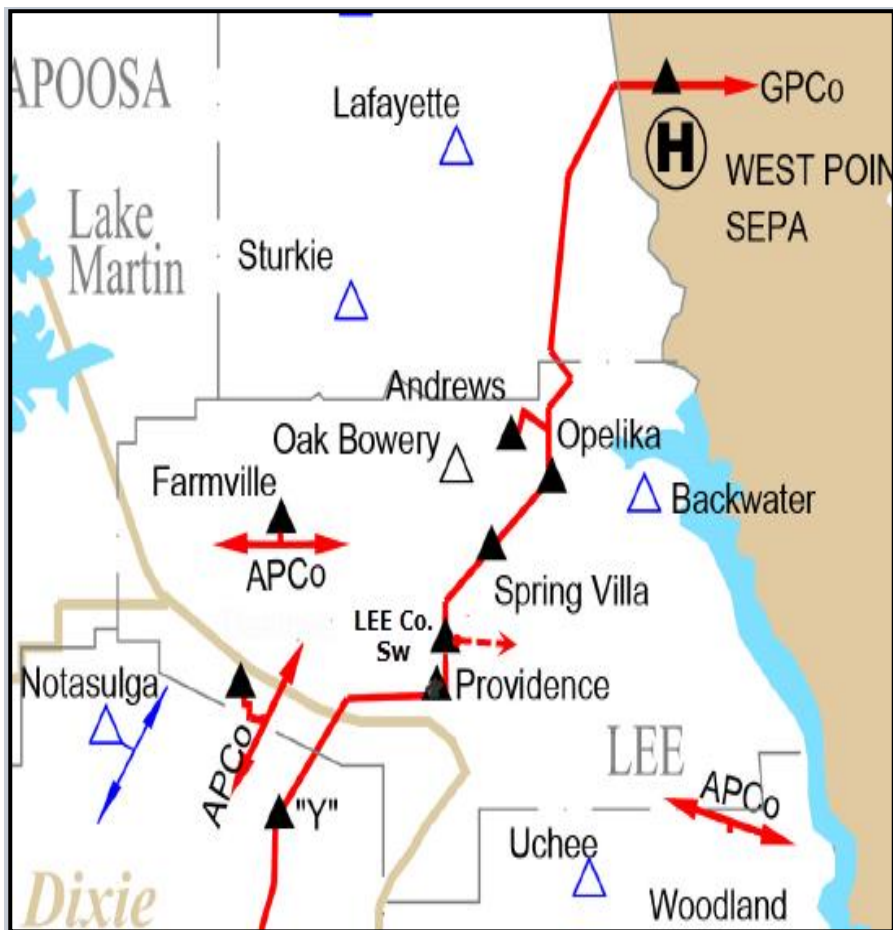 APOOSA
Lafayette
GPCo
H
WEST POIN
SEPA
Lake
Martin
Sturkie
Andrews
Oak Bowery
Opelika
Farmville
Backwater
APCo
Spring Villa
LEE Co.
Sw
Notasulga
Providence
APCo
LEE
APCo
"Y"
Uchee
Dixie
Woodland